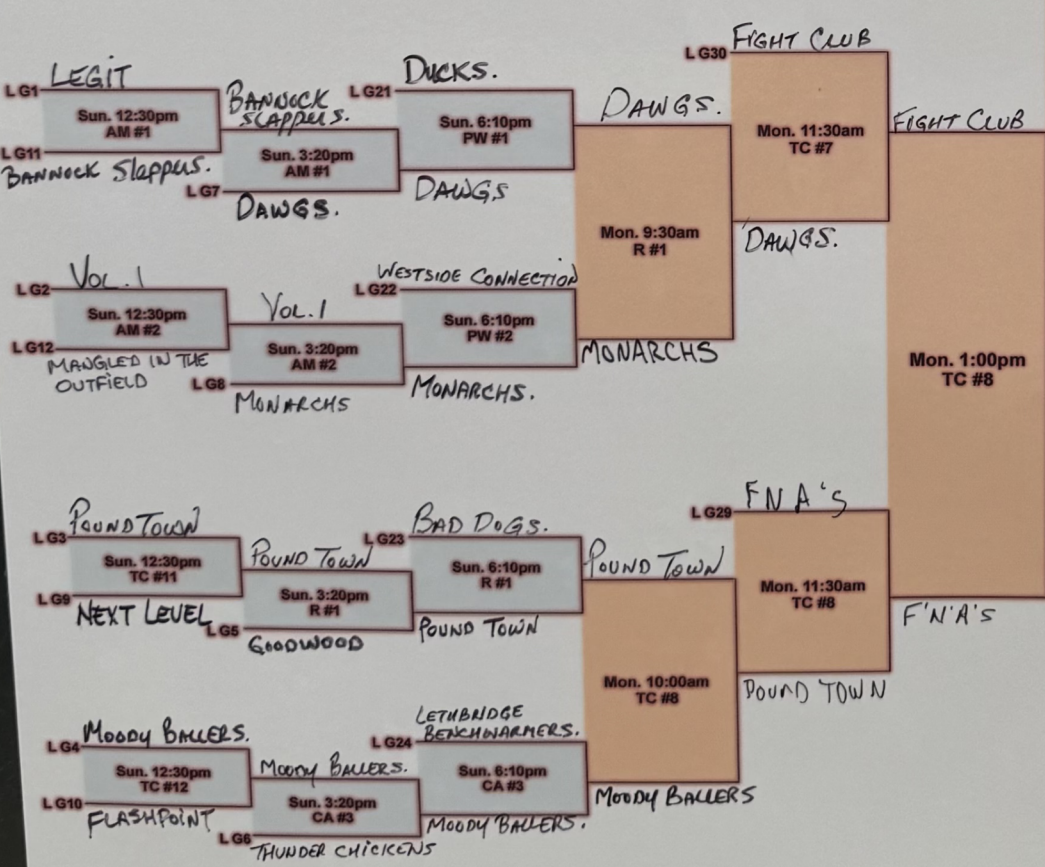 FIGHT CLUB
L G30
LEGIT
DUCKS.
L G1
L G21
BANNOCK
SLAPPERS.
DAWGS.
FIGHT CLUB
Sun. 12:30pm
AM #1
Sun. 6:10pm
PW #1
Mon. 11:30am
TC #7
L G11
BANNOCK Slappers.
Sun. 3:20pm
AM #1
L G7
DAWGS.
DAWGS
Mon. 9:30am
R #1
DAWGS.
VOL. 1
WESTSIDE CONNECTION
L G2
L G22
VOL. 1
Sun. 12:30pm
AM #2
Sun. 6:10pm
PW #2
L G12
MANGLED IN THE
OUTFIELD
Sun. 3:20pm
AM #2
MONARCHS
L G8
MONARCHS
MONARCHS.
Mon. 1:00pm
TC #8
FNA'S
L G29
POUND TOWN
BAD DOGS.
L G3
L G23
POUND TOWN
POUND TOWN
Sun. 12:30pm
TC #11
Sun. 6:10pm
R #1
Mon. 11:30am
TC #8
L G9
NEXT LEVEL
Sun. 3:20pm
R #1
F'N'A'S
L G5
GOODWOOD
POUND TOWN
Mon. 10:00am
TC #8
POUND TOWN
LETHBRIDGE
BENCHWARMERS.
MOODY BALLERS.
L G4
L G24
MOODY BALLERS.
Sun. 12:30pm
TC #12
Sun. 6:10pm
CA #3
L G10
FLASHPOINT
Sun. 3:20pm
CA #3
MOODY BALLERS
MOODY BALLERS.
L G6
THUNDER CHICKENS